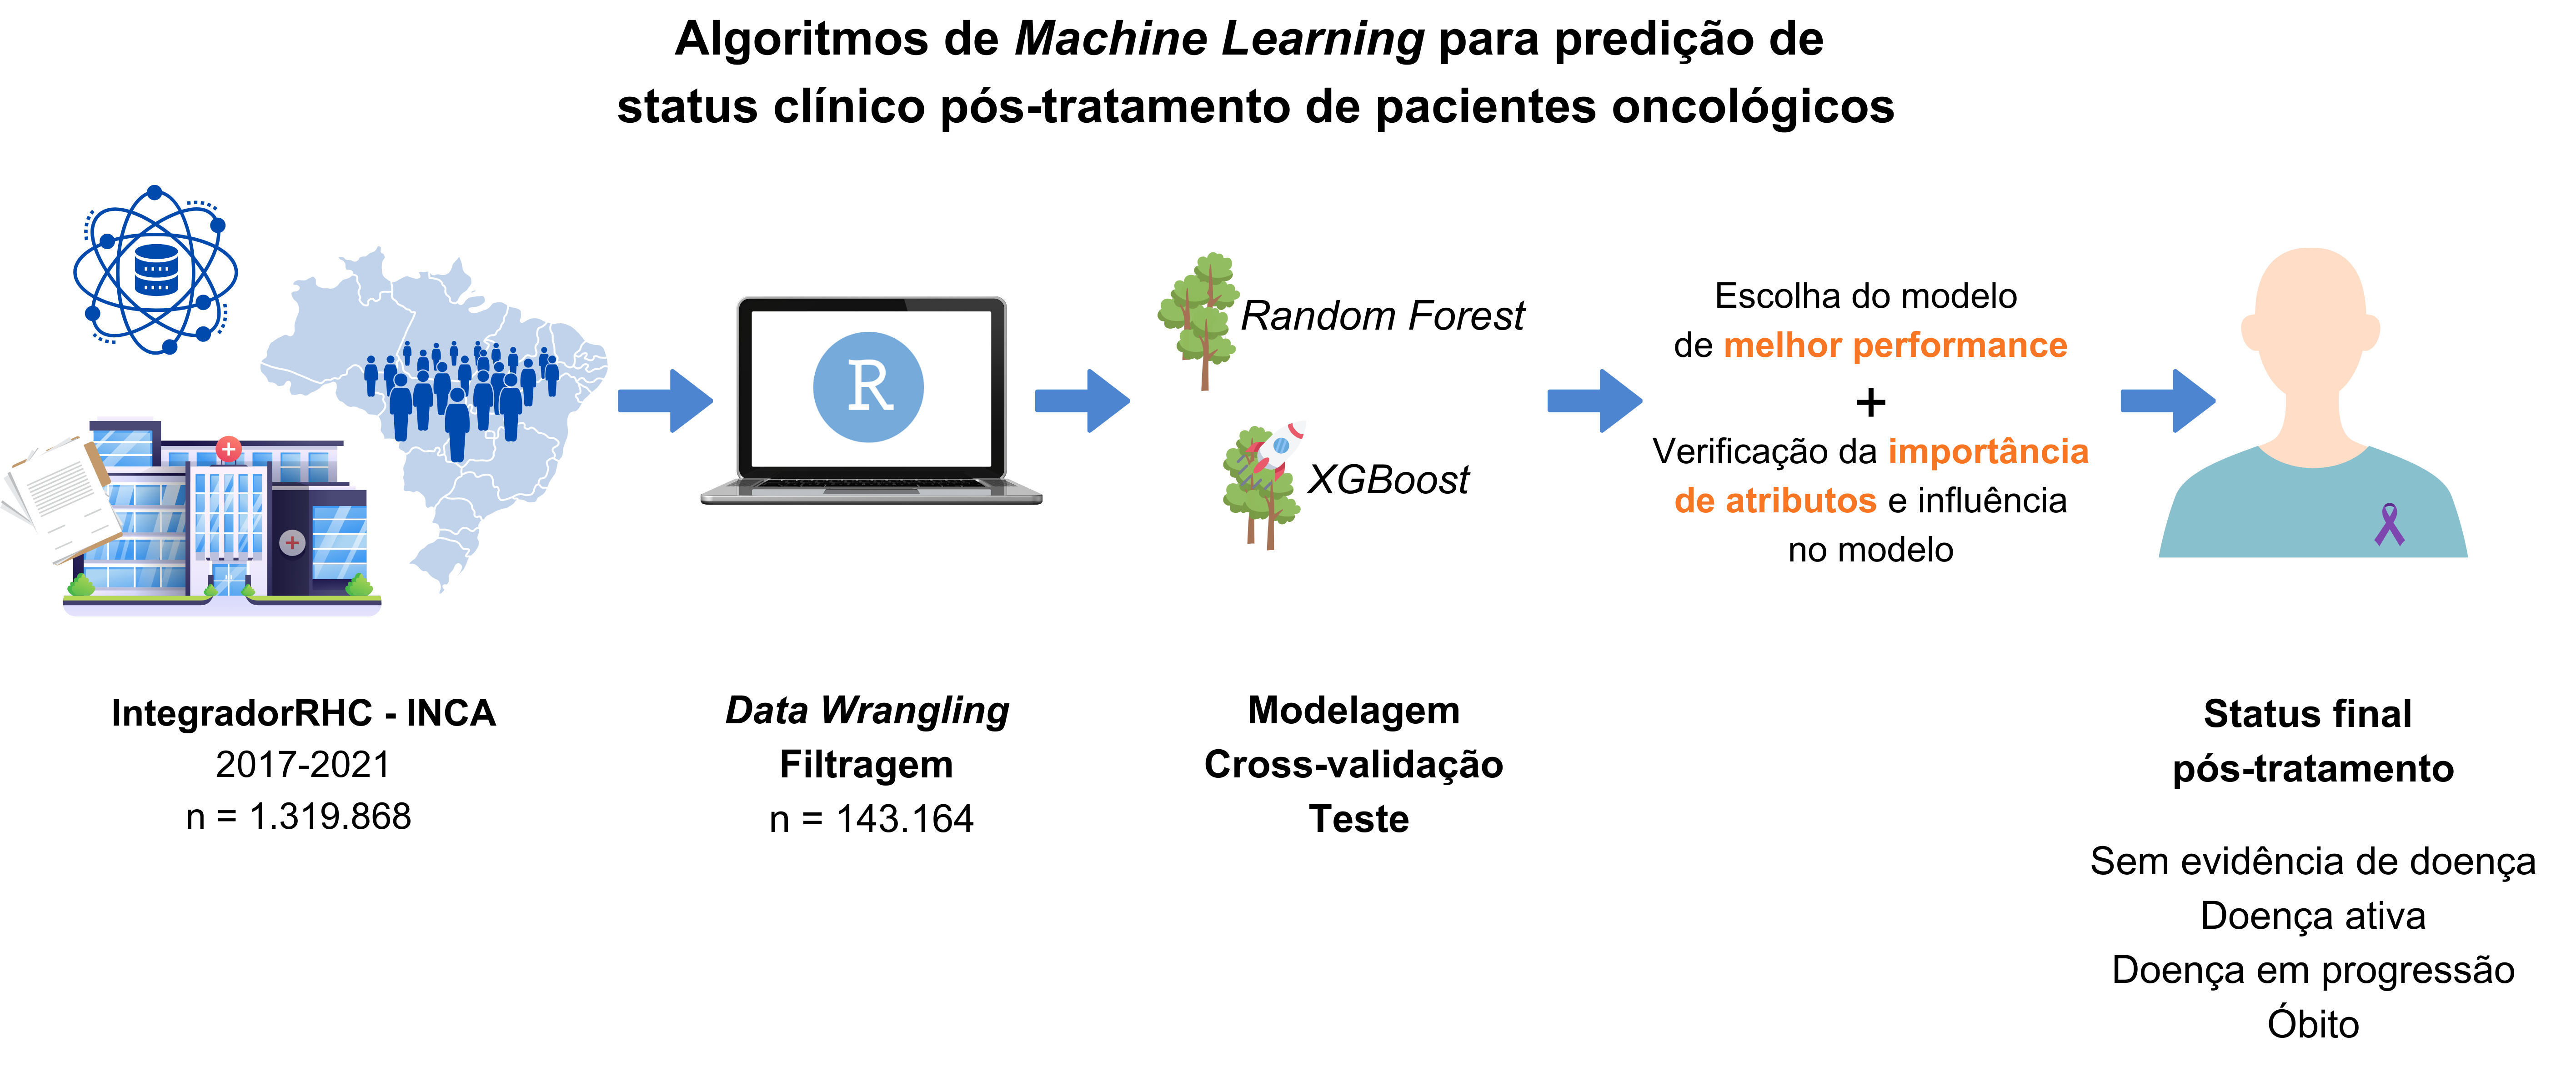 Algoritmos de Machine Learning para predição de
status clínico pós-tratamento de pacientes oncológicos
IntegradorRHC - INCA
2017-2021
n = 1.319.868
R
Data Wrangling
Filtragem
n = 143.164
Random Forest
XGBoost
Modelagem
Cross-validação
Teste
Escolha do modelo
de melhor performance
+
Verificação da importância
de atributos e influência
no modelo
Status final
pós-tratamento
Sem evidência de doença
Doença ativa
Doença em progressão
Óbito